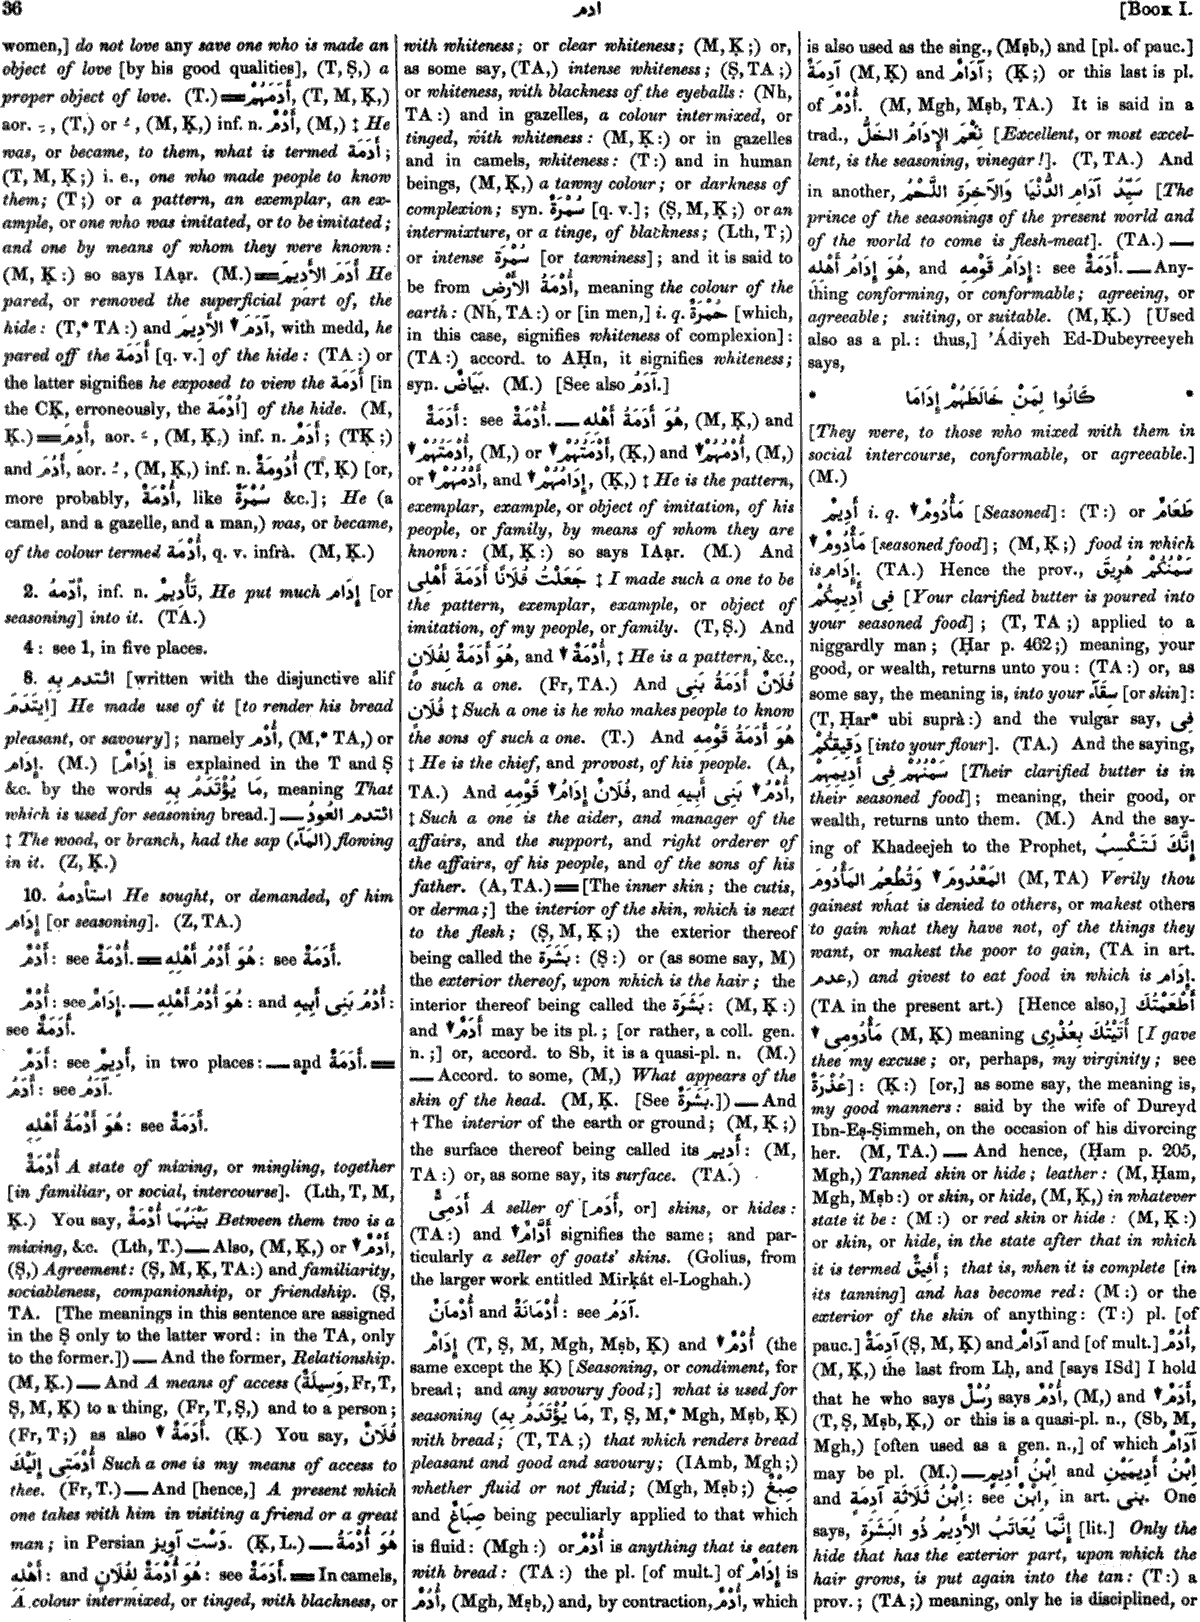 36
ادم
[Book I.
women,] do not love any save one who is made an
object of love [by his good qualities], (T, Ṣ,) a
proper object of love. (T.) ═ أَدَمَهُمْ, (T, M, Ḳ,)
aor. ـِ, (T,) or ـُ, (M, Ḳ,) inf. n. أَدْمٌ, (M,) ‡ He
was, or became, to them, what is termed أَدَمَة;
(T, M, Ḳ;) i. e., one who made people to know
them; (T;) or a pattern, an exemplar, an ex-
ample, or one who was imitated, or to be imitated;
and one by means of whom they were known:
(M, Ḳ:) so says IAạr. (M.) ═ أَدَمَ الأَدِيمَ He
pared, or removed the superficial part of, the
hide: (T,* TA:) and ▼ آدَمَ الأَدِيمَ, with medd, he
pared off the أَدَمَة [q. v.] of the hide: (TA:) or
the latter signifies he exposed to view the أَدَمَة [in
the CḲ, erroneously, the أُدْمَة] of the hide. (M,
Ḳ.) ═ أَدِمَ, aor. ـَ, (M, Ḳ,) inf. n. أَدَمٌ; (TḲ;)
and أَدُمَ, aor. ـُ, (M, Ḳ,) inf. n. أُدُومَةٌ (T, Ḳ) [or,
more probably, أُدْمَةٌ, like سُمْرَةٌ &c.]; He (a
camel, and a gazelle, and a man,) was, or became,
of the colour termed أُدْمَة, q. v. infrà. (M, Ḳ.)
2. أدّمهُ, inf. n. تَأْدِيمٌ, He put much إِدَام [or
seasoning] into it. (TA.)
4: see 1, in five places.
8. ائتدم بِهِ [written with the disjunctive alif
اِيتَدَمَ] He made use of it [to render his bread
pleasant, or savoury]; namely أُدْم, (M,* TA,) or
إِدَام. (M.) [إِدَامٌ is explained in the T and Ṣ
&c. by the words مَا يُؤْتَدَمُ بِهِ, meaning That
which is used for seasoning bread.] — ائتدم العُودُ
‡ The wood, or branch, had the sap (المَآء) flowing
in it. (Z, Ḳ.)
10. استأدمهُ He sought, or demanded, of him
إِدَام [or seasoning]. (Z, TA.)
أَدْمٌ: see أُدْمَةٌ. ═ هُوَ أَدْمُ أَهْلِهِ: see أَدَمَةٌ.
أُدْمٌ: see إِدَامٌ. — هُوَ أُدْمُ أَهْلِهِ: and أُدْمُ بَنِى أَبِيهِ:
see أَدَمَةٌ.
أَدَمٌ: see أَدِيمٌ, in two places: — and أَدَمَةٌ. ═
أَدَمُ: see آدَمُ.
هُوَ أَدْمَةُ أَهْلِهِ: see أَدَمَةٌ.
أُدْمَةٌ A state of mixing, or mingling, together
[in familiar, or social, intercourse]. (Lth, T, M,
Ḳ.) You say, بَيْنَهُمَا أُدْمَةٌ Between them two is a
mixing, &c. (Lth, T.) — Also, (M, Ḳ,) or ▼ أَدْمٌ,
(Ṣ,) Agreement: (Ṣ, M, Ḳ, TA:) and familiarity,
sociableness, companionship, or friendship. (Ṣ,
TA. [The meanings in this sentence are assigned
in the Ṣ only to the latter word: in the TA, only
to the former.]) — And the former, Relationship.
(M, Ḳ.) — And A means of access (وَسِيلَةٌ, Fr, T,
Ṣ, M, Ḳ) to a thing, (Fr, T, Ṣ,) and to a person;
(Fr, T;) as also ▼ أَدَمَةٌ. (Ḳ.) You say, فُلَانٌ
أُدْمَتِى إِلَيْكَ Such a one is my means of access to
thee. (Fr, T.) — And [hence,] A present which
one takes with him in visiting a friend or a great
man; in Persian دَسْت آوِيز. (Ḳ, L.) — هُوَ أُدْمَةُ
أَهْلِهِ: and هُوَ أُدْمَةٌ لِفُلَانٍ: see أَدَمَةٌ. ═ In camels,
A colour intermixed, or tinged, with blackness, or
with whiteness; or clear whiteness; (M, Ḳ;) or,
as some say, (TA,) intense whiteness; (Ṣ, TA;)
or whiteness, with blackness of the eyeballs: (Nh,
TA:) and in gazelles, a colour intermixed, or
tinged, with whiteness: (M, Ḳ:) or in gazelles
and in camels, whiteness: (T:) and in human
beings, (M, Ḳ,) a tawny colour; or darkness of
complexion; syn. سُمْرَةٌ [q. v.]; (Ṣ, M, Ḳ;) or an
intermixture, or a tinge, of blackness; (Lth, T;)
or intense سُمْرَة [or tawniness]; and it is said to
be from أُدْمَةُ الأَرْضِ, meaning the colour of the
earth: (Nh, TA:) or [in men,] i. q. حُمْرَةٌ [which,
in this case, signifies whiteness of complexion]:
(TA:) accord. to AḤn, it signifies whiteness;
syn. بَيَاضٌ. (M.) [See also آدَمُ.]
أَدَمَةٌ: see أُدْمَةٌ. — هُوَ أَدَمَةُ أَهْلِهِ, (M, Ḳ,) and
▼ أُدْمَتُهُمْ, (M,) or ▼ أَدْمَتُهُمْ, (Ḳ,) and ▼ أَدْمُهُمْ, (M,)
or ▼ أُدْمُهُمْ, and ▼ إِدَامُهُمْ, (Ḳ,) ‡ He is the pattern,
exemplar, example, or object of imitation, of his
people, or family, by means of whom they are
known: (M, Ḳ:) so says IAạr. (M.) And
جَعَلْتُ فُلَانًا أَدَمَةَ أَهْلِى ‡ I made such a one to be
the pattern, exemplar, example, or object of
imitation, of my people, or family. (T, Ṣ.) And
هُوَ أَدَمَةٌ لِفُلَانٍ, and ▼ أُدْمَةٌ, ‡ He is a pattern, &c.,
to such a one. (Fr, TA.) And فُلَانٌ أَدَمَةُ بَنِى
فُلَانٍ ‡ Such a one is he who makes people to know
the sons of such a one. (T.) And هُوَ أَدَمَةُ قَوْمِهِ
‡ He is the chief, and provost, of his people. (A,
TA.) And فُلَانٌ إِدَامُ ▼ قَوْمِهِ, and أُدْمُ ▼ بَنِى أَبِيهِ,
‡ Such a one is the aider, and manager of the
affairs, and the support, and right orderer of
the affairs, of his people, and of the sons of his
father. (A, TA.) ═ [The inner skin; the cutis,
or derma;] the interior of the skin, which is next
to the flesh; (Ṣ, M, Ḳ;) the exterior thereof
being called the بَشَرَة: (Ṣ:) or (as some say, M)
the exterior thereof, upon which is the hair; the
interior thereof being called the بَشَرَة: (M, Ḳ:)
and ▼ أَدَمٌ may be its pl.; [or rather, a coll. gen.
n.;] or, accord. to Sb, it is a quasi-pl. n. (M.)
— Accord. to some, (M,) What appears of the
skin of the head. (M, Ḳ. [See بَشَرَةٌ.]) — And
† The interior of the earth or ground; (M, Ḳ;)
the surface thereof being called its أَدِيم: (M,
TA:) or, as some say, its surface. (TA.)
أَدَمِىٌّ A seller of [أَدَم, or] skins, or hides:
(TA:) and ▼ أَدَّامٌ signifies the same; and par-
ticularly a seller of goats' skins. (Golius, from
the larger work entitled Mirḳát el-Loghah.)
أُدْمَانٌ and أُدْمَانَةٌ: see آدَمُ.
إِدَامٌ (T, Ṣ, M, Mgh, Mṣb, Ḳ) and ▼ أُدْمٌ (the
same except the Ḳ) [Seasoning, or condiment, for
bread; and any savoury food;] what is used for
seasoning (مَا يُؤْتَدَمُ بِهِ, T, Ṣ, M,* Mgh, Mṣb, Ḳ)
with bread; (T, TA;) that which renders bread
pleasant and good and savoury; (IAmb, Mgh;)
whether fluid or not fluid; (Mgh, Mṣb;) صِبْغٌ
and صِبَاغٌ being peculiarly applied to that which
is fluid: (Mgh:) or أُدْمٌ is anything that is eaten
with bread: (TA:) the pl. [of mult.] of إِدَامٌ is
أُدُمٌ, (Mgh, Mṣb,) and, by contraction, أُدْمٌ, which
is also used as the sing., (Mṣb,) and [pl. of pauc.]
آدِمَةٌ (M, Ḳ) and آدَامٌ; (Ḳ;) or this last is pl.
of أُدْمٌ. (M, Mgh, Mṣb, TA.) It is said in a
trad., نِعْمَ الإِدَامُ الخَلُّ [Excellent, or most excel-
lent, is the seasoning, vinegar!]. (T, TA.) And
in another, سَيِّدُ آدَامِ الدُّنْيَا وَالآخِرَةِ اللَّحْمُ [The
prince of the seasonings of the present world and
of the world to come is flesh-meat]. (TA.) —
هُوَ إِدَامُ أَهْلِهِ, and إِدَامُ قَوْمِهِ: see أَدَمَةٌ. — Any-
thing conforming, or conformable; agreeing, or
agreeable; suiting, or suitable. (M, Ḳ.) [Used
also as a pl.: thus,] 'Ádiyeh Ed-Dubeyreeyeh
says,
* كَانُوا لِمَنْ خَالَطَهُمْ إِدَامَا *
[They were, to those who mixed with them in
social intercourse, conformable, or agreeable.]
(M.)
أَدِيمٌ i. q. ▼ مَأْدُومٌ [Seasoned]: (T:) or طَعَامٌ
▼ مَأْدُومٌ [seasoned food]; (M, Ḳ;) food in which
is إِدَام. (TA.) Hence the prov., سَمْنُكُمْ هُرِيقَ
فِى أَدِيمِكُمْ [Your clarified butter is poured into
your seasoned food]; (T, TA;) applied to a
niggardly man; (Ḥar p. 462;) meaning, your
good, or wealth, returns unto you: (TA:) or, as
some say, the meaning is, into your سِقَآء [or skin]:
(T, Ḥar* ubi suprà:) and the vulgar say, فِى
دَقِيقِكُمْ [into your flour]. (TA.) And the saying,
سَمْنُهُمْ فِى أَدِيمِهِمْ [Their clarified butter is in
their seasoned food]; meaning, their good, or
wealth, returns unto them. (M.) And the say-
ing of Khadeejeh to the Prophet, إِنَّكَ لَتَكْسِبُ
المَعْدُومَ وَتُطْعِمُ المَأْدُومَ ▼ (M, TA) Verily thou
gainest what is denied to others, or makest others
to gain what they have not, of the things they
want, or makest the poor to gain, (TA in art.
عدم,) and givest to eat food in which is إِدَام.
(TA in the present art.) [Hence also,] أَطْعَمْتُكَ
▼ مَأْدُومِى (M, Ḳ) meaning أَتَيْتُكَ بِعُذْرِى [I gave
thee my excuse; or, perhaps, my virginity; see
عُذْرَةٌ]: (Ḳ:) [or,] as some say, the meaning is,
my good manners: said by the wife of Dureyd
Ibn-Eṣ-Ṣimmeh, on the occasion of his divorcing
her. (M, TA.) — And hence, (Ḥam p. 205,
Mgh,) Tanned skin or hide; leather: (M, Ḥam,
Mgh, Mṣb:) or skin, or hide, (M, Ḳ,) in whatever
state it be: (M:) or red skin or hide: (M, Ḳ:)
or skin, or hide, in the state after that in which
it is termed أَفِيقٌ; that is, when it is complete [in
its tanning] and has become red: (M:) or the
exterior of the skin of anything: (T:) pl. [of
pauc.] آدِمَةٌ (Ṣ, M, Ḳ) and آدَامٌ and [of mult.] أُدُمٌ,
(M, Ḳ,) the last from Lḥ, and [says ISd] I hold
that he who says رُسْلٌ says أُدْمٌ, (M,) and ▼ أَدَمٌ,
(T, Ṣ, Mṣb, Ḳ,) or this is a quasi-pl. n., (Sb, M,
Mgh,) [often used as a gen. n.,] of which آدَامٌ
may be pl. (M.) — ابْنُ أَدِيمٍ and ابْنُ أَدِيمَيْنِ
and ابْنُ ثَلَاثَةِ آدِمَةٍ: see ابْنٌ, in art. بنى. One
says, إِنَّمَا يُعَاتَبُ الأَدِيمُ ذُو البَشَرَةِ [lit.] Only the
hide that has the exterior part, upon which the
hair grows, is put again into the tan: (T:) a
prov.; (TA;) meaning, only he is disciplined, or